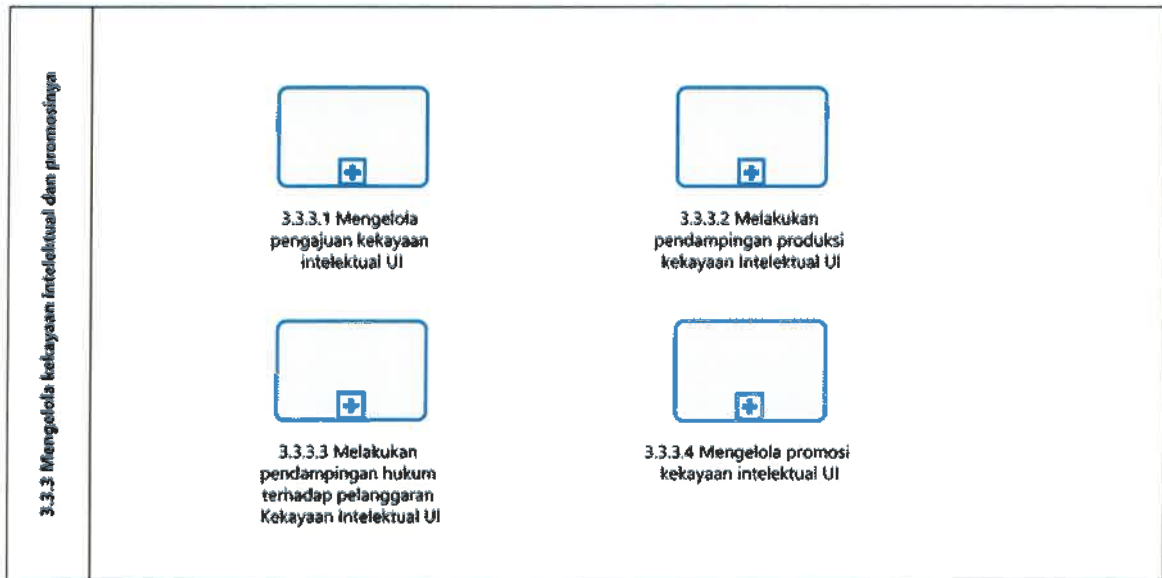 3.3.3 Mengelola kekayaan intelektual dan promosinya
3.3.3.1 Mengelola
pengajuan kekayaan
intelektual UI
3.3.3.2 Melakukan
pendampingan produksi
kekayaan Intelektual UI
3.3.3.3 Melakukan
pendampingan hukum
terhadap pelanggaran
Kekayaan Intelektual UI
3.3.3.4 Mengelola promosi
kekayaan intelektual UI